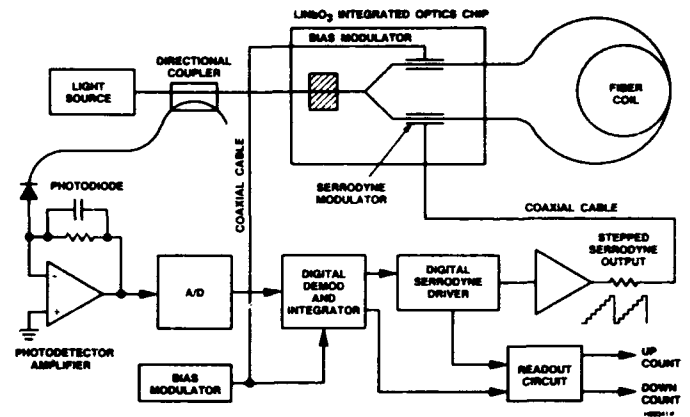 LiNbO3 INTEGRATED OPTICS CHIP
BIAS MODULATOR
DIRECTIONAL
COUPLER
LIGHT
SOURCE
FIBER
COIL
COAXIAL CABLE
SERRODYNE
MODULATOR
PHOTODIODE
COAXIAL CABLE
STEPPED
SERRODYNE
OUTPUT
A/D
DIGITAL
DEMOD
AND
INTEGRATOR
DIGITAL
SERRODYNE
DRIVER
-
+
PHOTODETECTOR
AMPLIFIER
BIAS
MODULATOR
READOUT
CIRCUIT
UP
COUNT
DOWN
COUNT